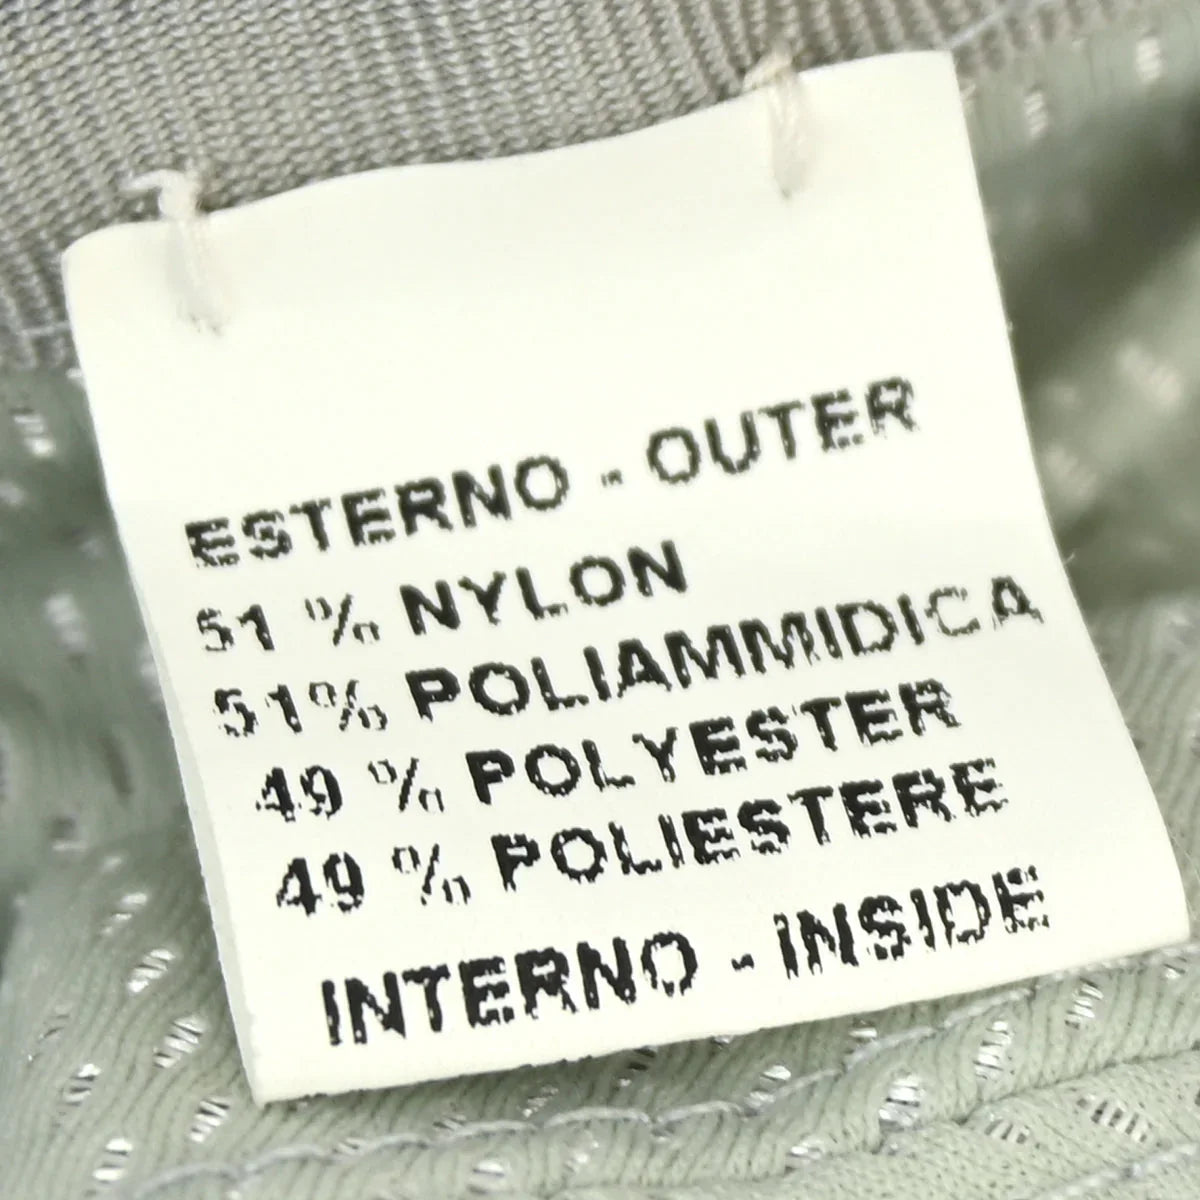 ESTERNO - OUTER
51 % NYLON
51% POLIAMMIDICA
49 % POLYESTER
49 % POLIESTERE
INTERNO - INSIDE